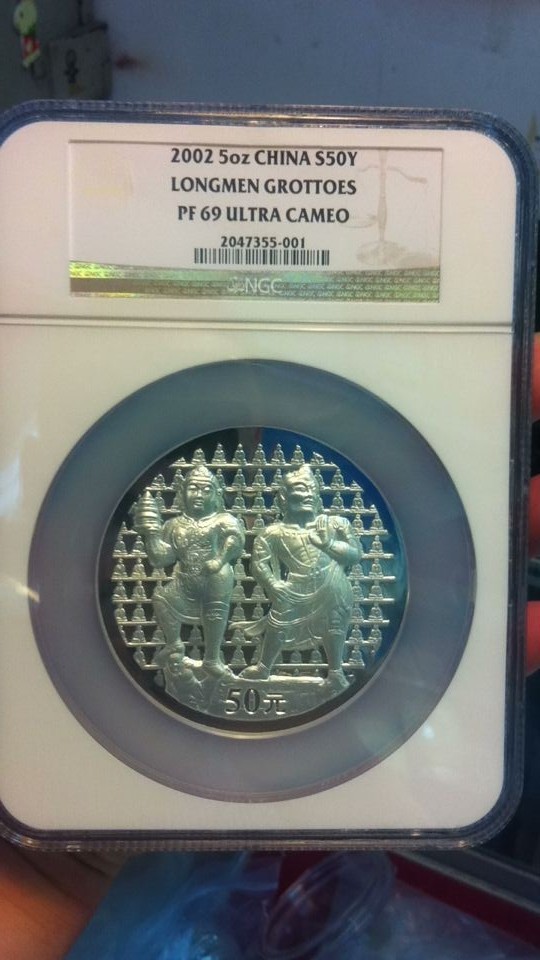 2002 5oz CHINA S50Y
LONGMEN GROTTOES
PF 69 ULTRA CAMEO
2047355-001
NGC
50元